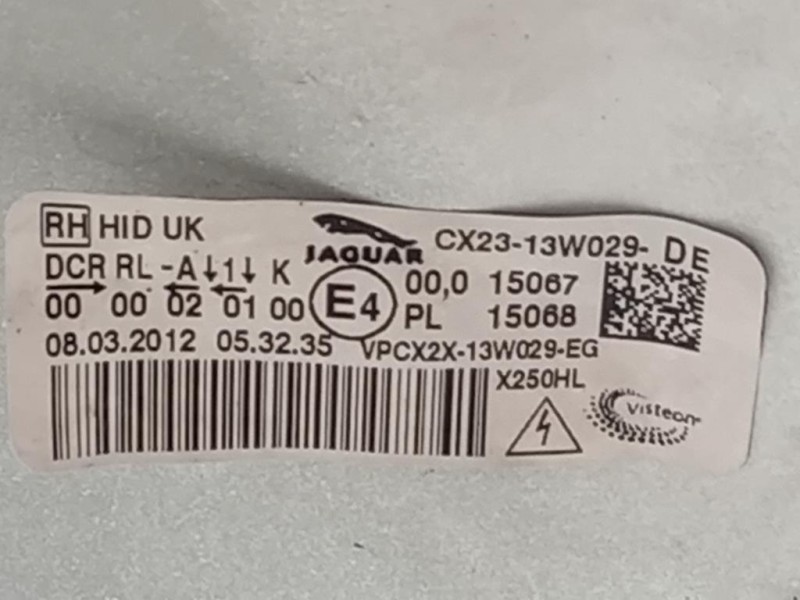 RH HID UK
JAGUAR
CX23-13W029- DE
DCR RL -A↓1↓ K
00 00 02 01 00
E4
00,0 15067
PL 15068
08.03.2012 05.32.35 VPCX2X-13W029-EG
X250HL
Visteon